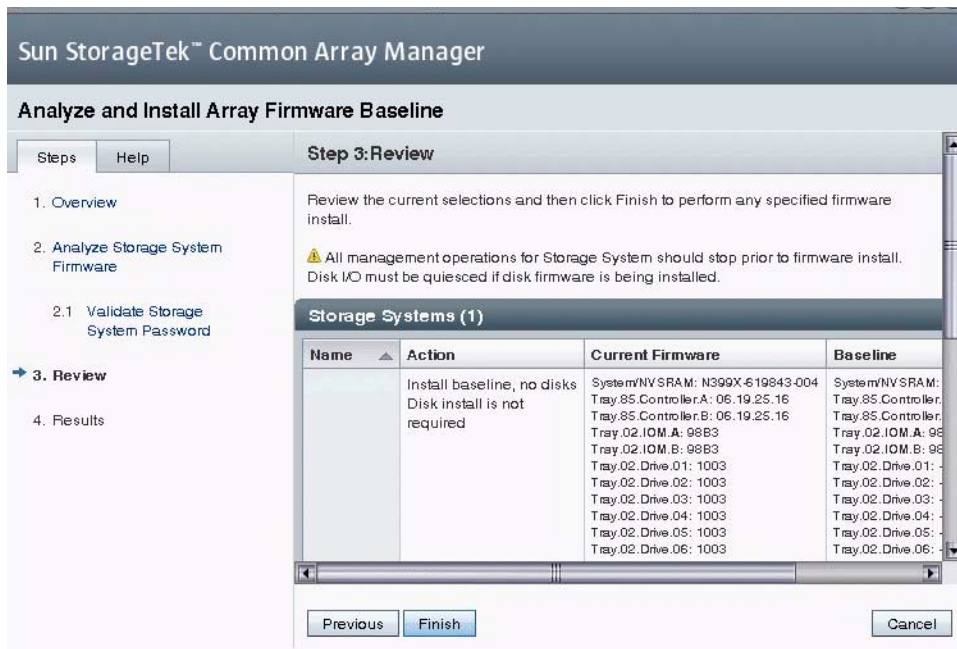 Sun StorageTek™ Common Array Manager
Analyze and Install Array Firmware Baseline
Steps
Help
1. Overview
2. Analyze Storage System
Firmware
2.1 Validate Storage
System Password
3. Review
4. Results
Step 3:Review
Review the current selections and then click Finish to perform any specified firmware
install.
All management operations for Storage System should stop prior to firmware install.
Disk I/O must be quiesced if disk firmware is being installed.
Storage Systems (1)
Name Action Current Firmware Baseline
Install baseline, no disks
Disk install is not
required
System/NVSRAM: N399X-619843-004
Tray.85.Controller.A: 06.19.25.16
Tray.85.Controller.B: 06.19.25.16
Tray.02.IOM.A: 98B3
Tray.02.IOM.B: 98B3
Tray.02.Drive.01: 1003
Tray.02.Drive.02: 1003
Tray.02.Drive.03: 1003
Tray.02.Drive.04: 1003
Tray.02.Drive.05: 1003
Tray.02.Drive.06: 1003
System/NVSRAM:
Tray.85.Controller.
Tray.85.Controller.
Tray.02.IOM.A: 98
Tray.02.IOM.B: 98
Tray.02.Drive.01: -
Tray.02.Drive.02: -
Tray.02.Drive.03: -
Tray.02.Drive.04: -
Tray.02.Drive.05: -
Tray.02.Drive.06: -
Previous
Finish
Cancel